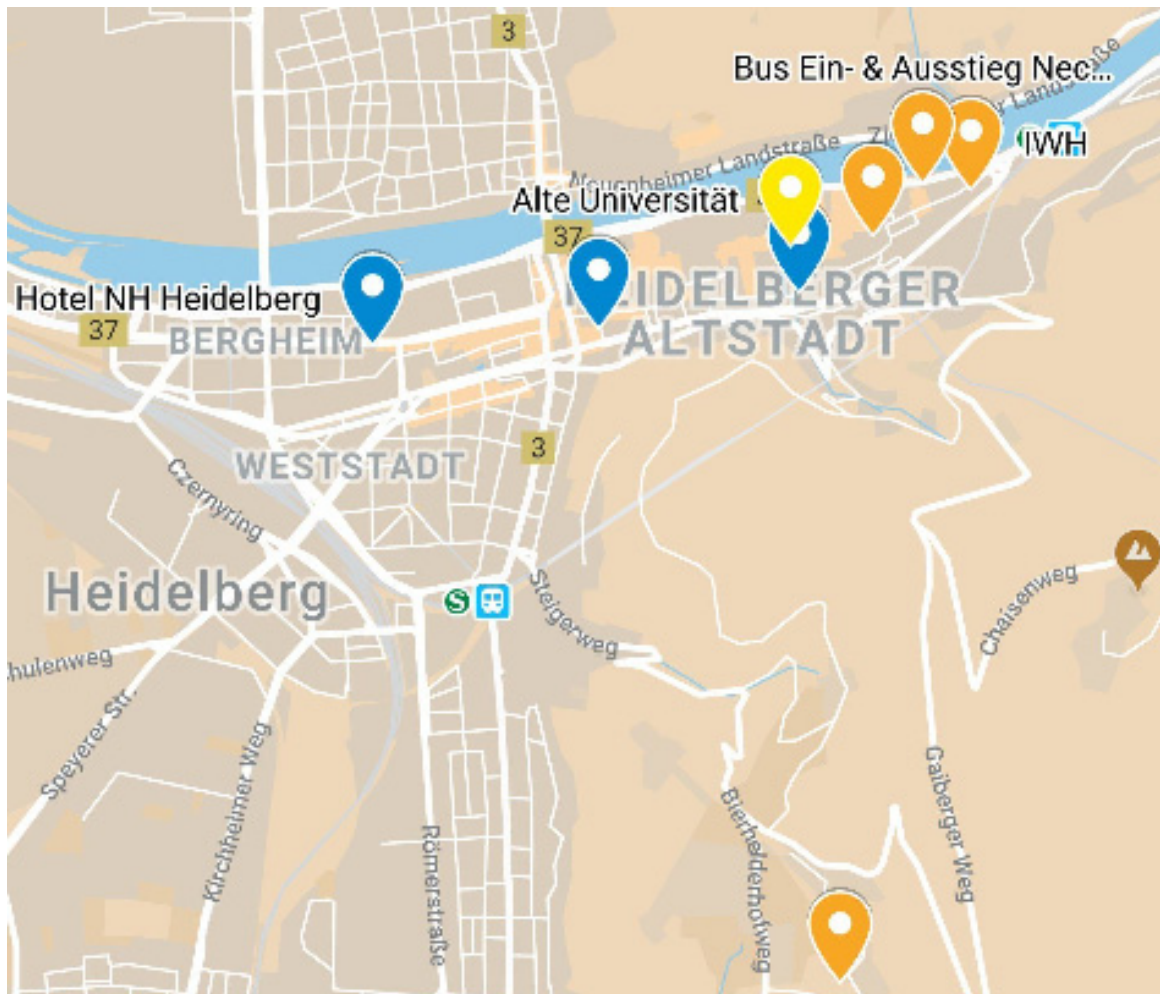 3
Bus Ein- & Ausstieg Nec...
IWH
Neuenheimer Landstraße
Alte Universität
37
HEIDELBERGER
ALTSTADT
Hotel NH Heidelberg
37
BERGHEIM
3
WESTSTADT
Czernyring
Heidelberg
S
Steigerweg
Chaisenweg
chulenweg
Speyerer Str.
Kirchheimer Weg
Römerstraße
Bierhelderhofweg
Gaiberger Weg